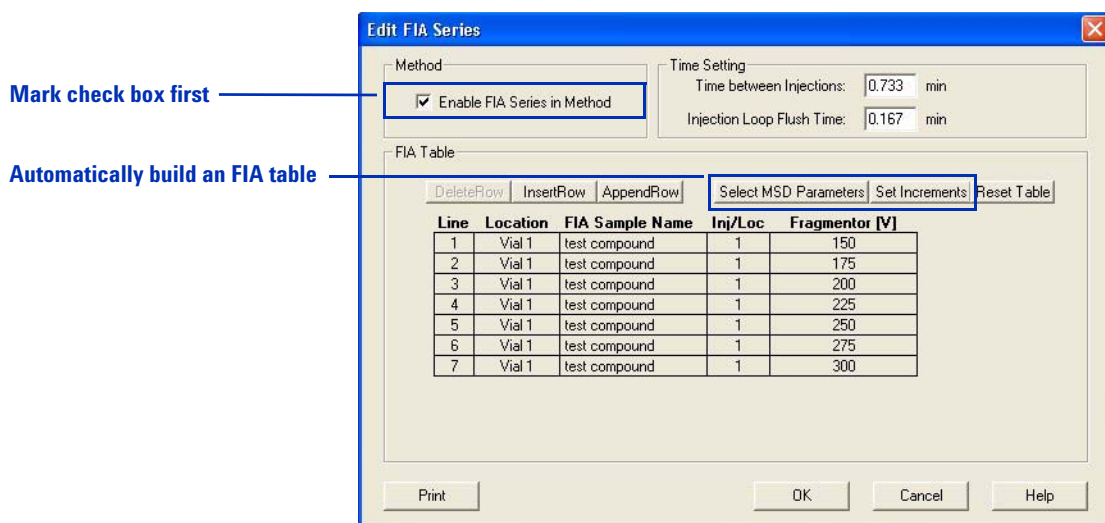 Edit FIA Series
Method
Mark check box first
Enable FIA Series in Method
Time Setting
Time between Injections: 0.733 min
Injection Loop Flush Time: 0.167 min
FIA Table
Automatically build an FIA table
DeleteRow InsertRow AppendRow Select MSD Parameters Set Increments Reset Table
Line Location FIA Sample Name Inj/Loc Fragmentor [V]
1 Vial 1 test compound 1 150
2 Vial 1 test compound 1 175
3 Vial 1 test compound 1 200
4 Vial 1 test compound 1 225
5 Vial 1 test compound 1 250
6 Vial 1 test compound 1 275
7 Vial 1 test compound 1 300
Print OK Cancel Help